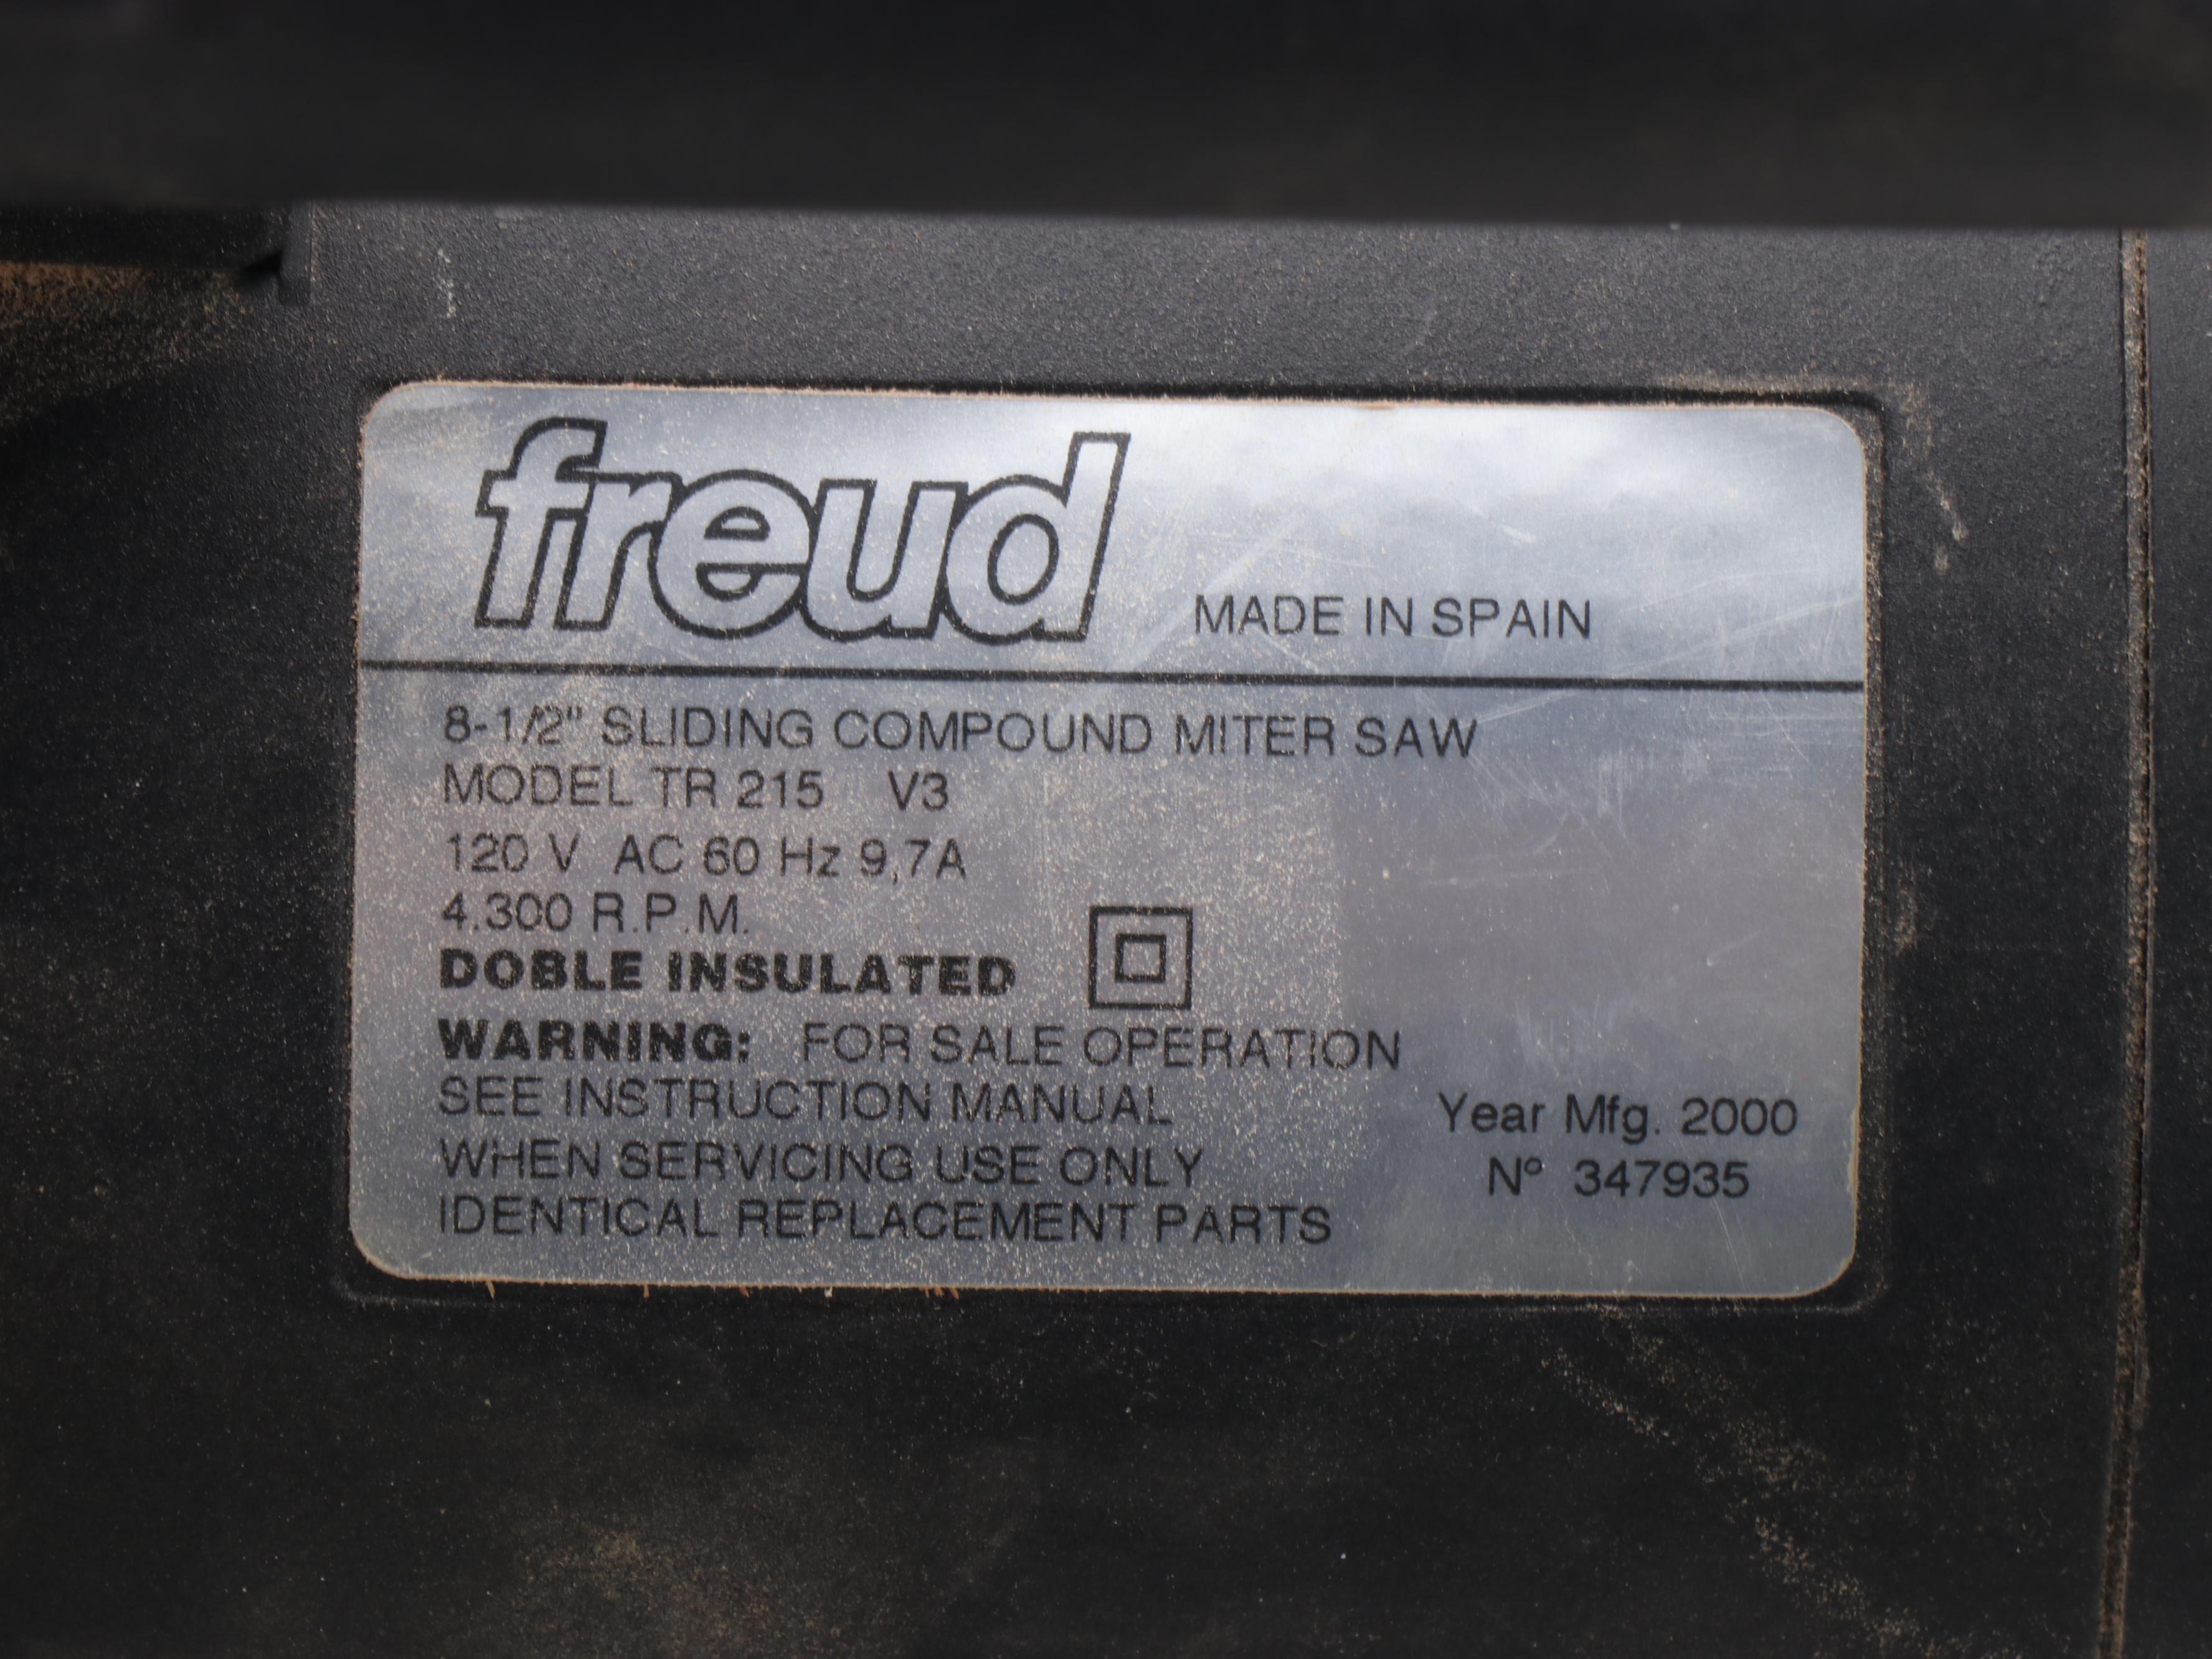 freud MADE IN SPAIN
8-1/2" SLIDING COMPOUND MITER SAW
MODEL TR 215 V3
120 V AC 60 Hz 9,7A
4.300 R.P.M.
DOBLE INSULATED
WARNING: FOR SALE OPERATION
SEE INSTRUCTION MANUAL
WHEN SERVICING USE ONLY
IDENTICAL REPLACEMENT PARTS
Year Mfg. 2000
Nº 347935